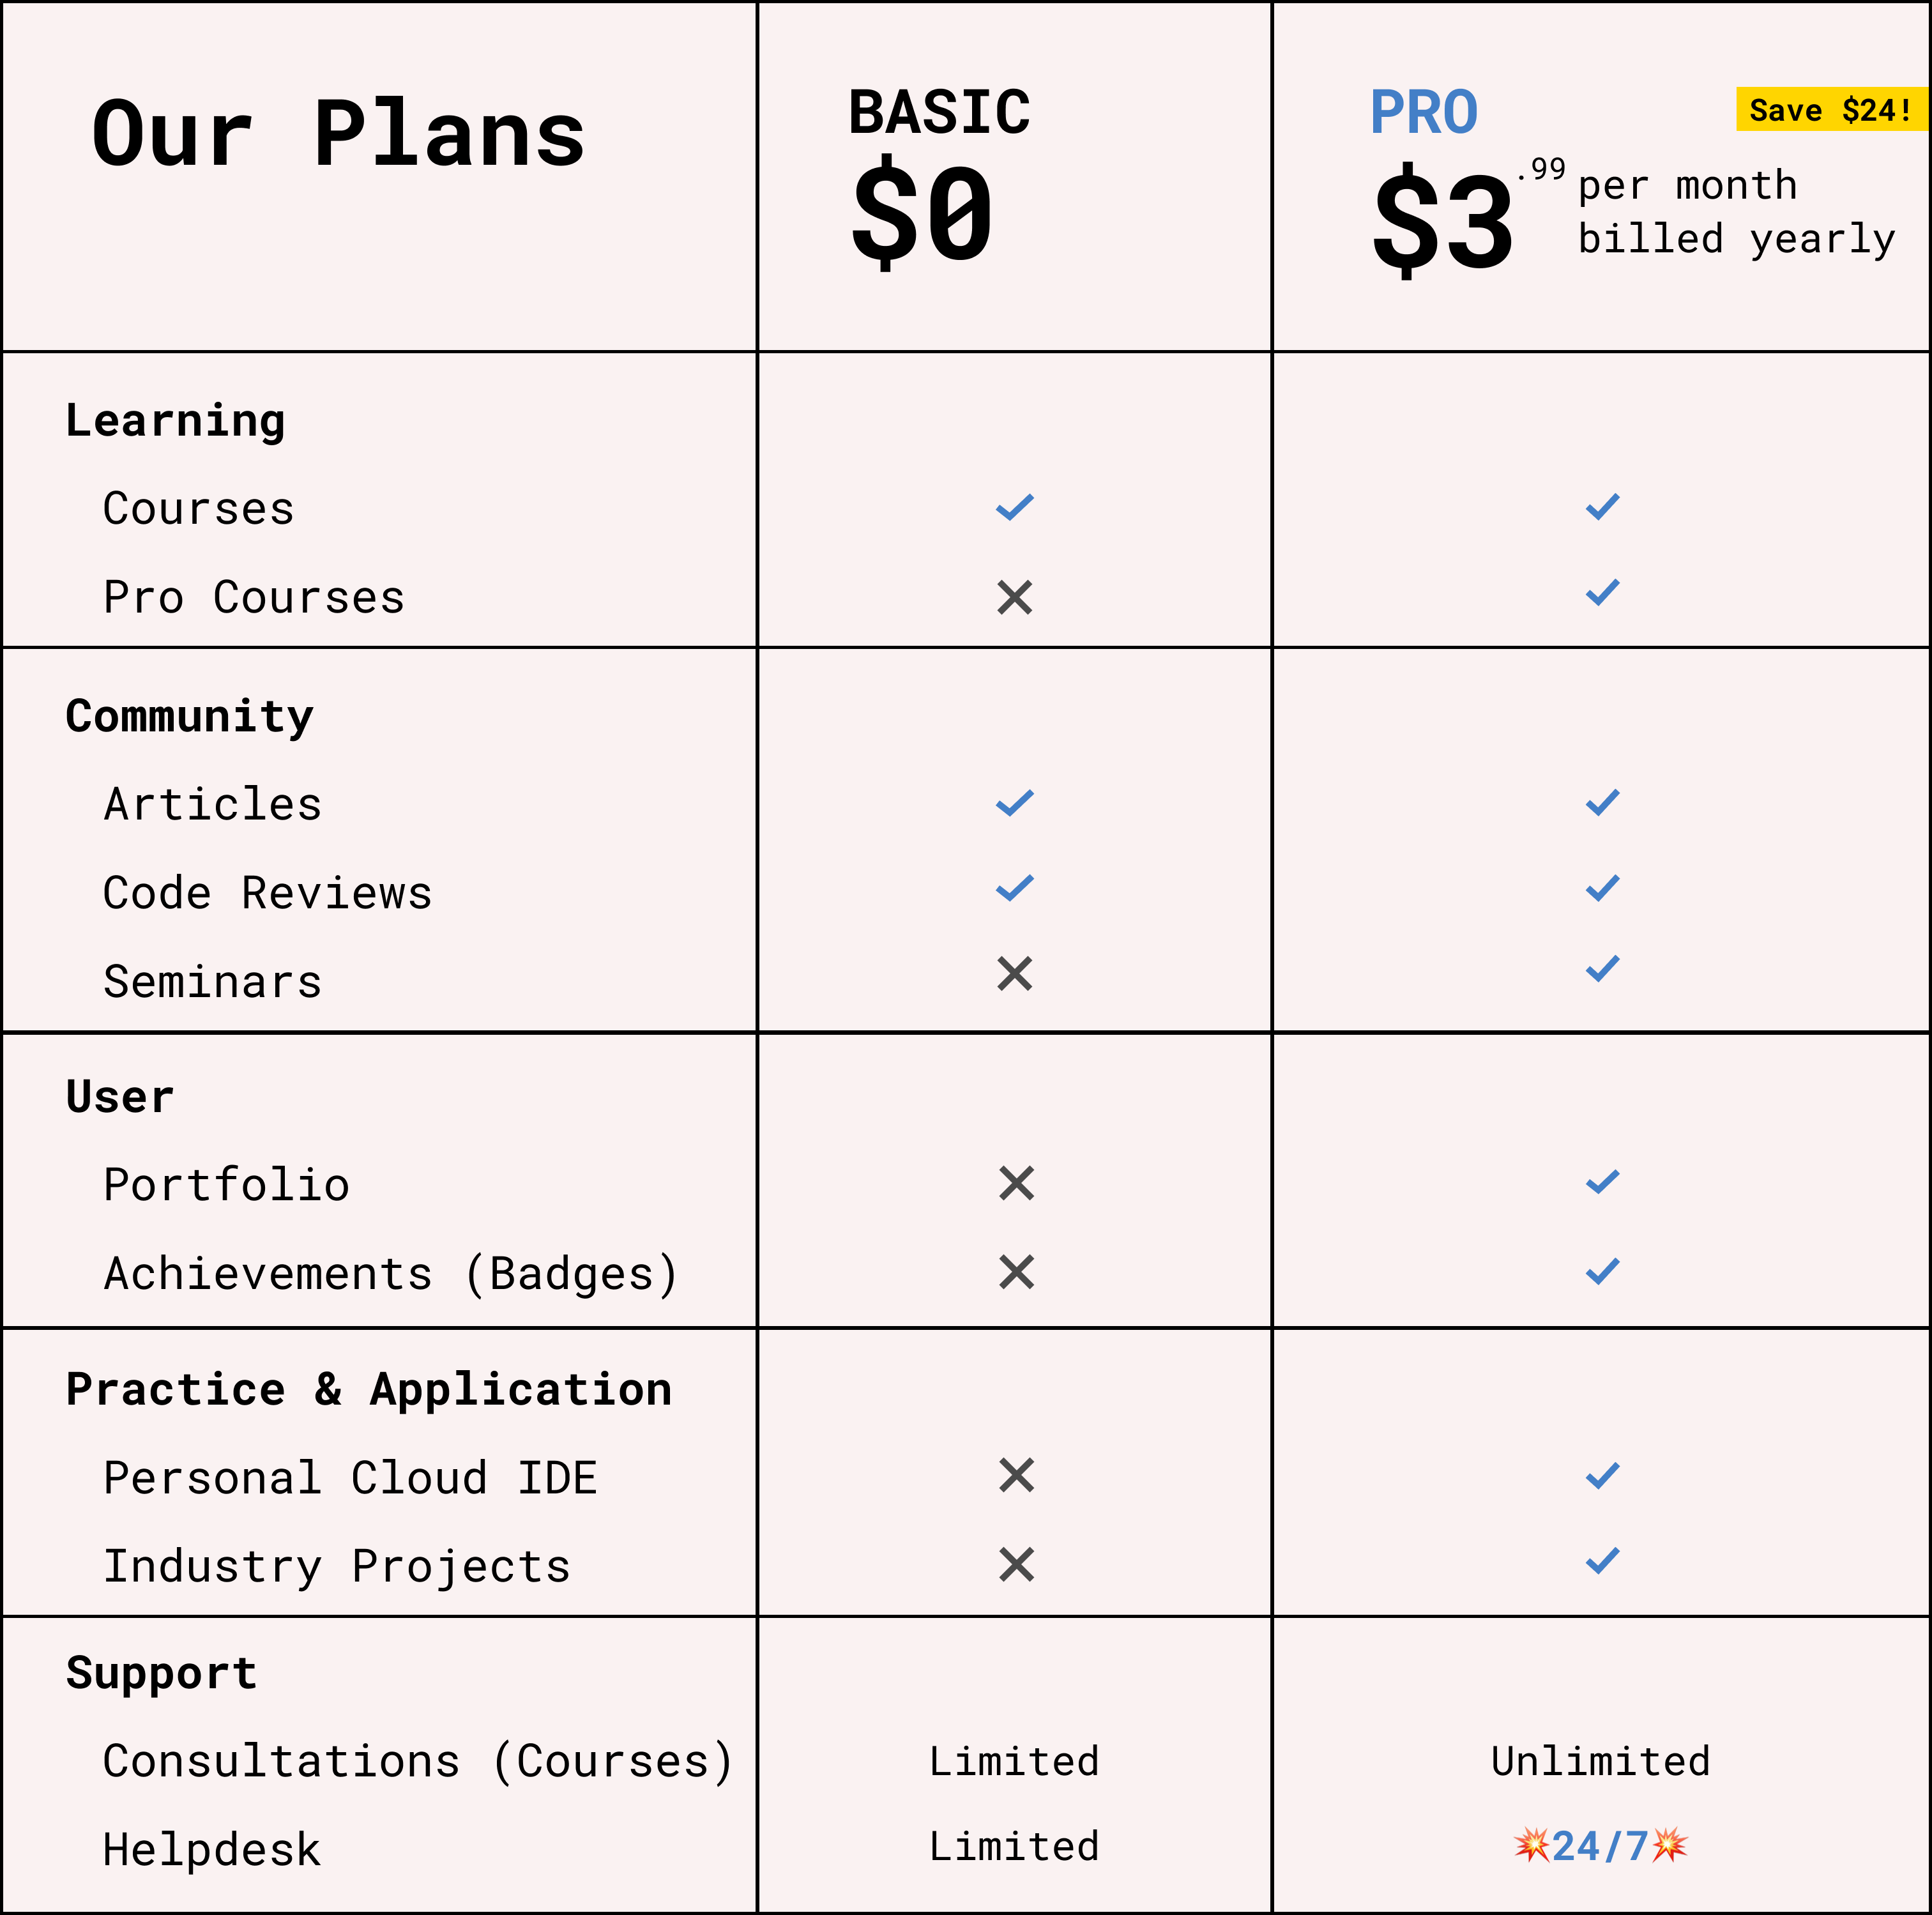 Our Plans
BASIC
$0
PRO
Save $24!
$3.99 per month
billed yearly
Learning
Courses ✓ ✓
Pro Courses ✕ ✓
Community
Articles ✓ ✓
Code Reviews ✓ ✓
Seminars ✕ ✓
User
Portfolio ✕ ✓
Achievements (Badges) ✕ ✓
Practice & Application
Personal Cloud IDE ✕ ✓
Industry Projects ✕ ✓
Support
Consultations (Courses) Limited Unlimited
Helpdesk Limited 💥24/7💥